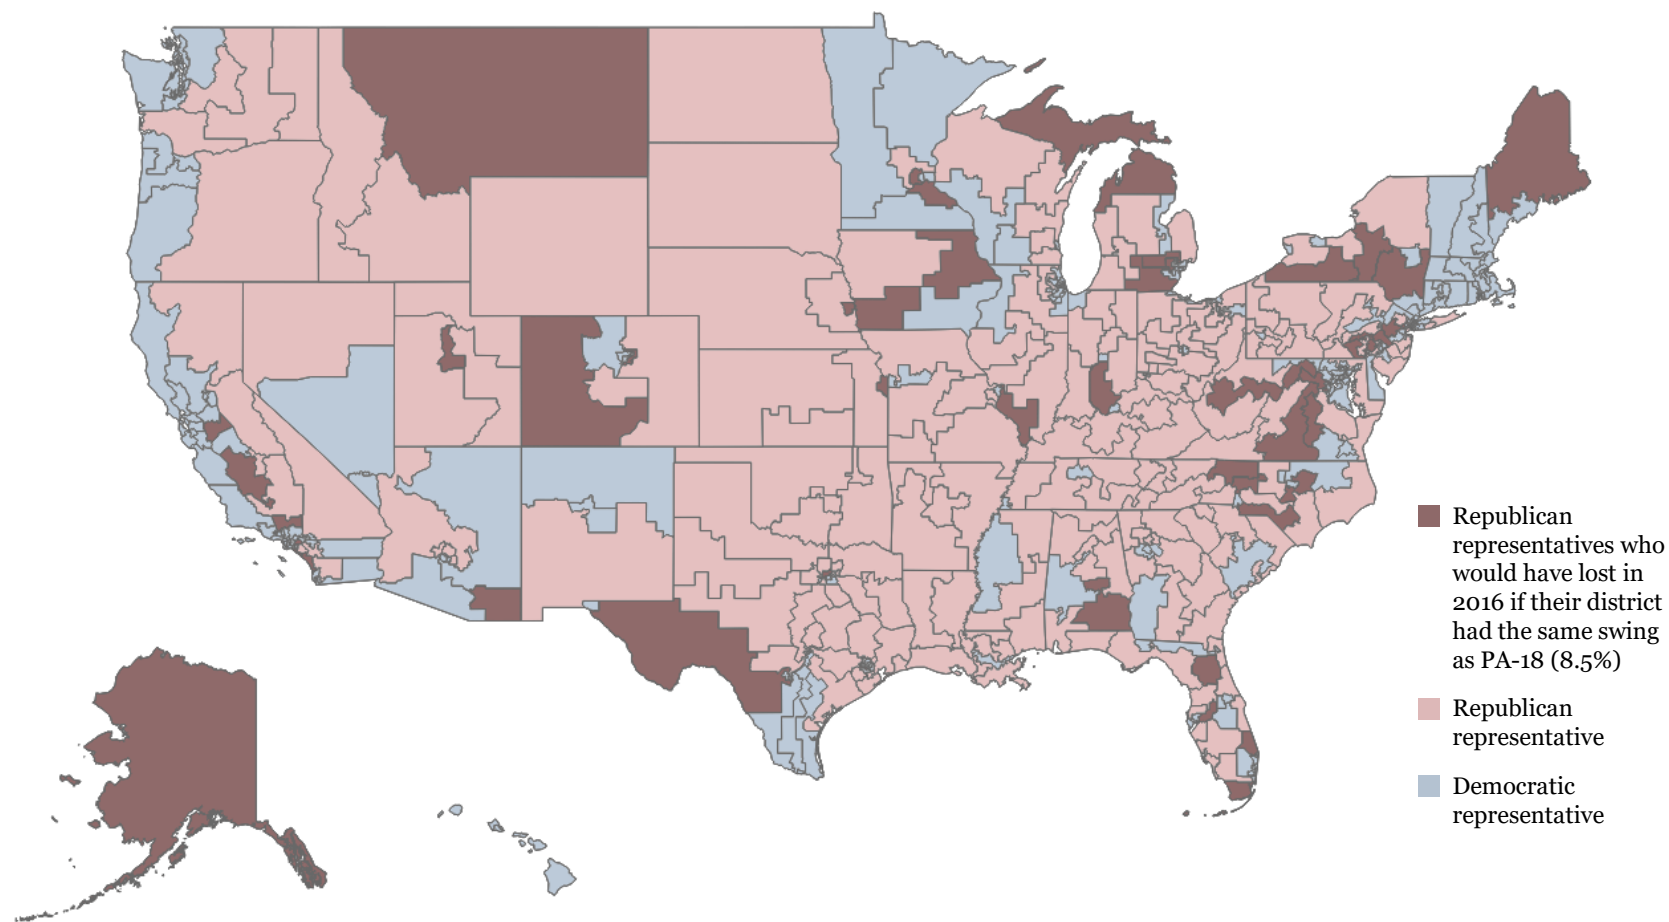 Republican
representatives who
would have lost in
2016 if their district
had the same swing
as PA-18 (8.5%)
Republican
representative
Democratic
representative